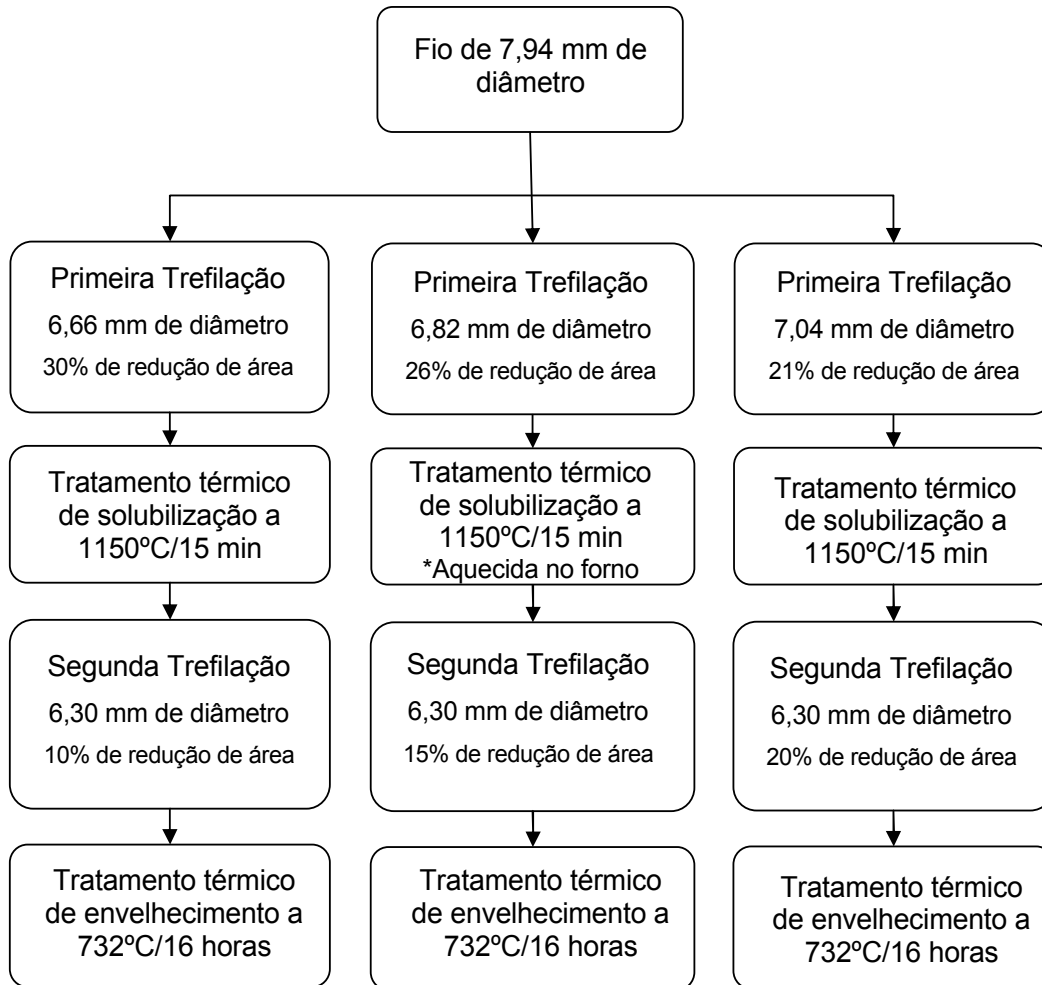 Fio de 7,94 mm de
diâmetro
Primeira Trefilação
6,66 mm de diâmetro
30% de redução de área
Primeira Trefilação
6,82 mm de diâmetro
26% de redução de área
Primeira Trefilação
7,04 mm de diâmetro
21% de redução de área
Tratamento térmico
de solubilização a
1150ºC/15 min
Tratamento térmico
de solubilização a
1150ºC/15 min
*Aquecida no forno
Tratamento térmico
de solubilização a
1150ºC/15 min
Segunda Trefilação
6,30 mm de diâmetro
10% de redução de área
Segunda Trefilação
6,30 mm de diâmetro
15% de redução de área
Segunda Trefilação
6,30 mm de diâmetro
20% de redução de área
Tratamento térmico
de envelhecimento a
732ºC/16 horas
Tratamento térmico
de envelhecimento a
732ºC/16 horas
Tratamento térmico
de envelhecimento a
732ºC/16 horas